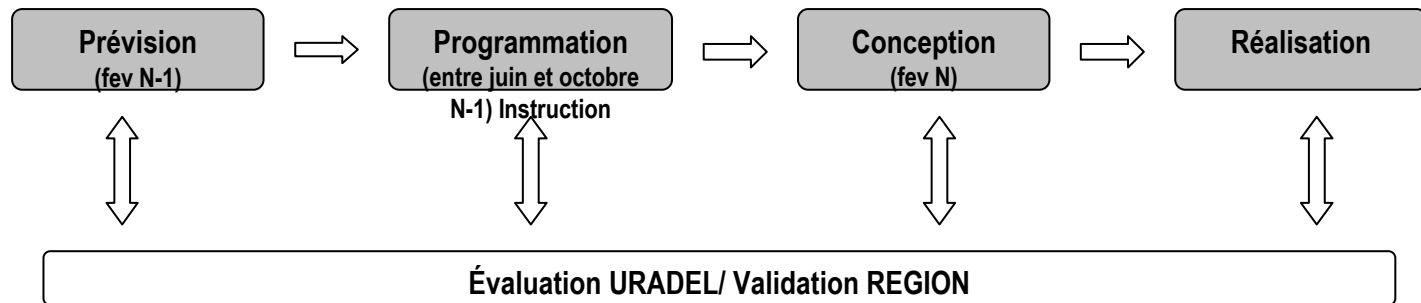 Prévision
(fev N-1)
Programmation
(entre juin et octobre
N-1) Instruction
Conception
(fev N)
Réalisation
Évaluation URADEL/ Validation REGION